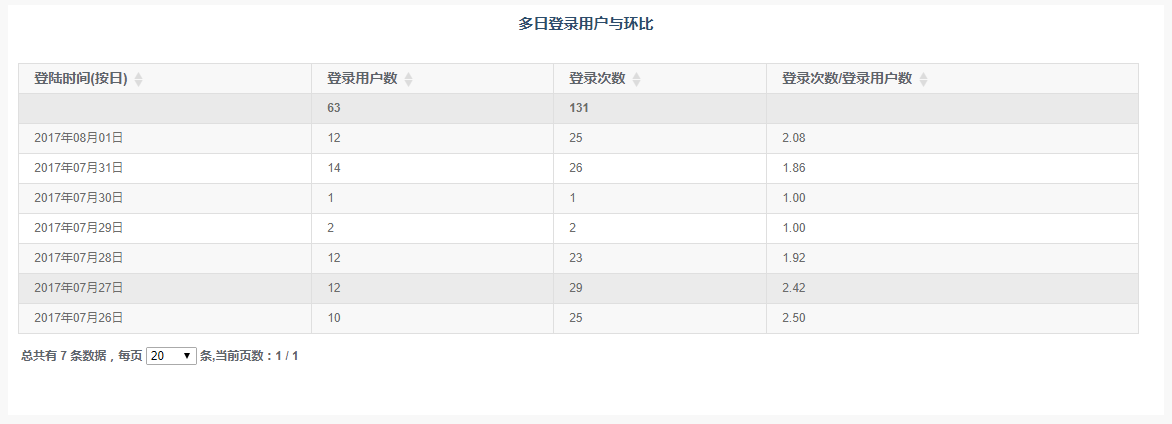 多日登录用户与环比
登陆时间(按日) 登录用户数 登录次数 登录次数/登录用户数
63 131
2017年08月01日 12 25 2.08
2017年07月31日 14 26 1.86
2017年07月30日 1 1 1.00
2017年07月29日 2 2 1.00
2017年07月28日 12 23 1.92
2017年07月27日 12 29 2.42
2017年07月26日 10 25 2.50
总共有 7 条数据，每页 20 条,当前页数：1 / 1